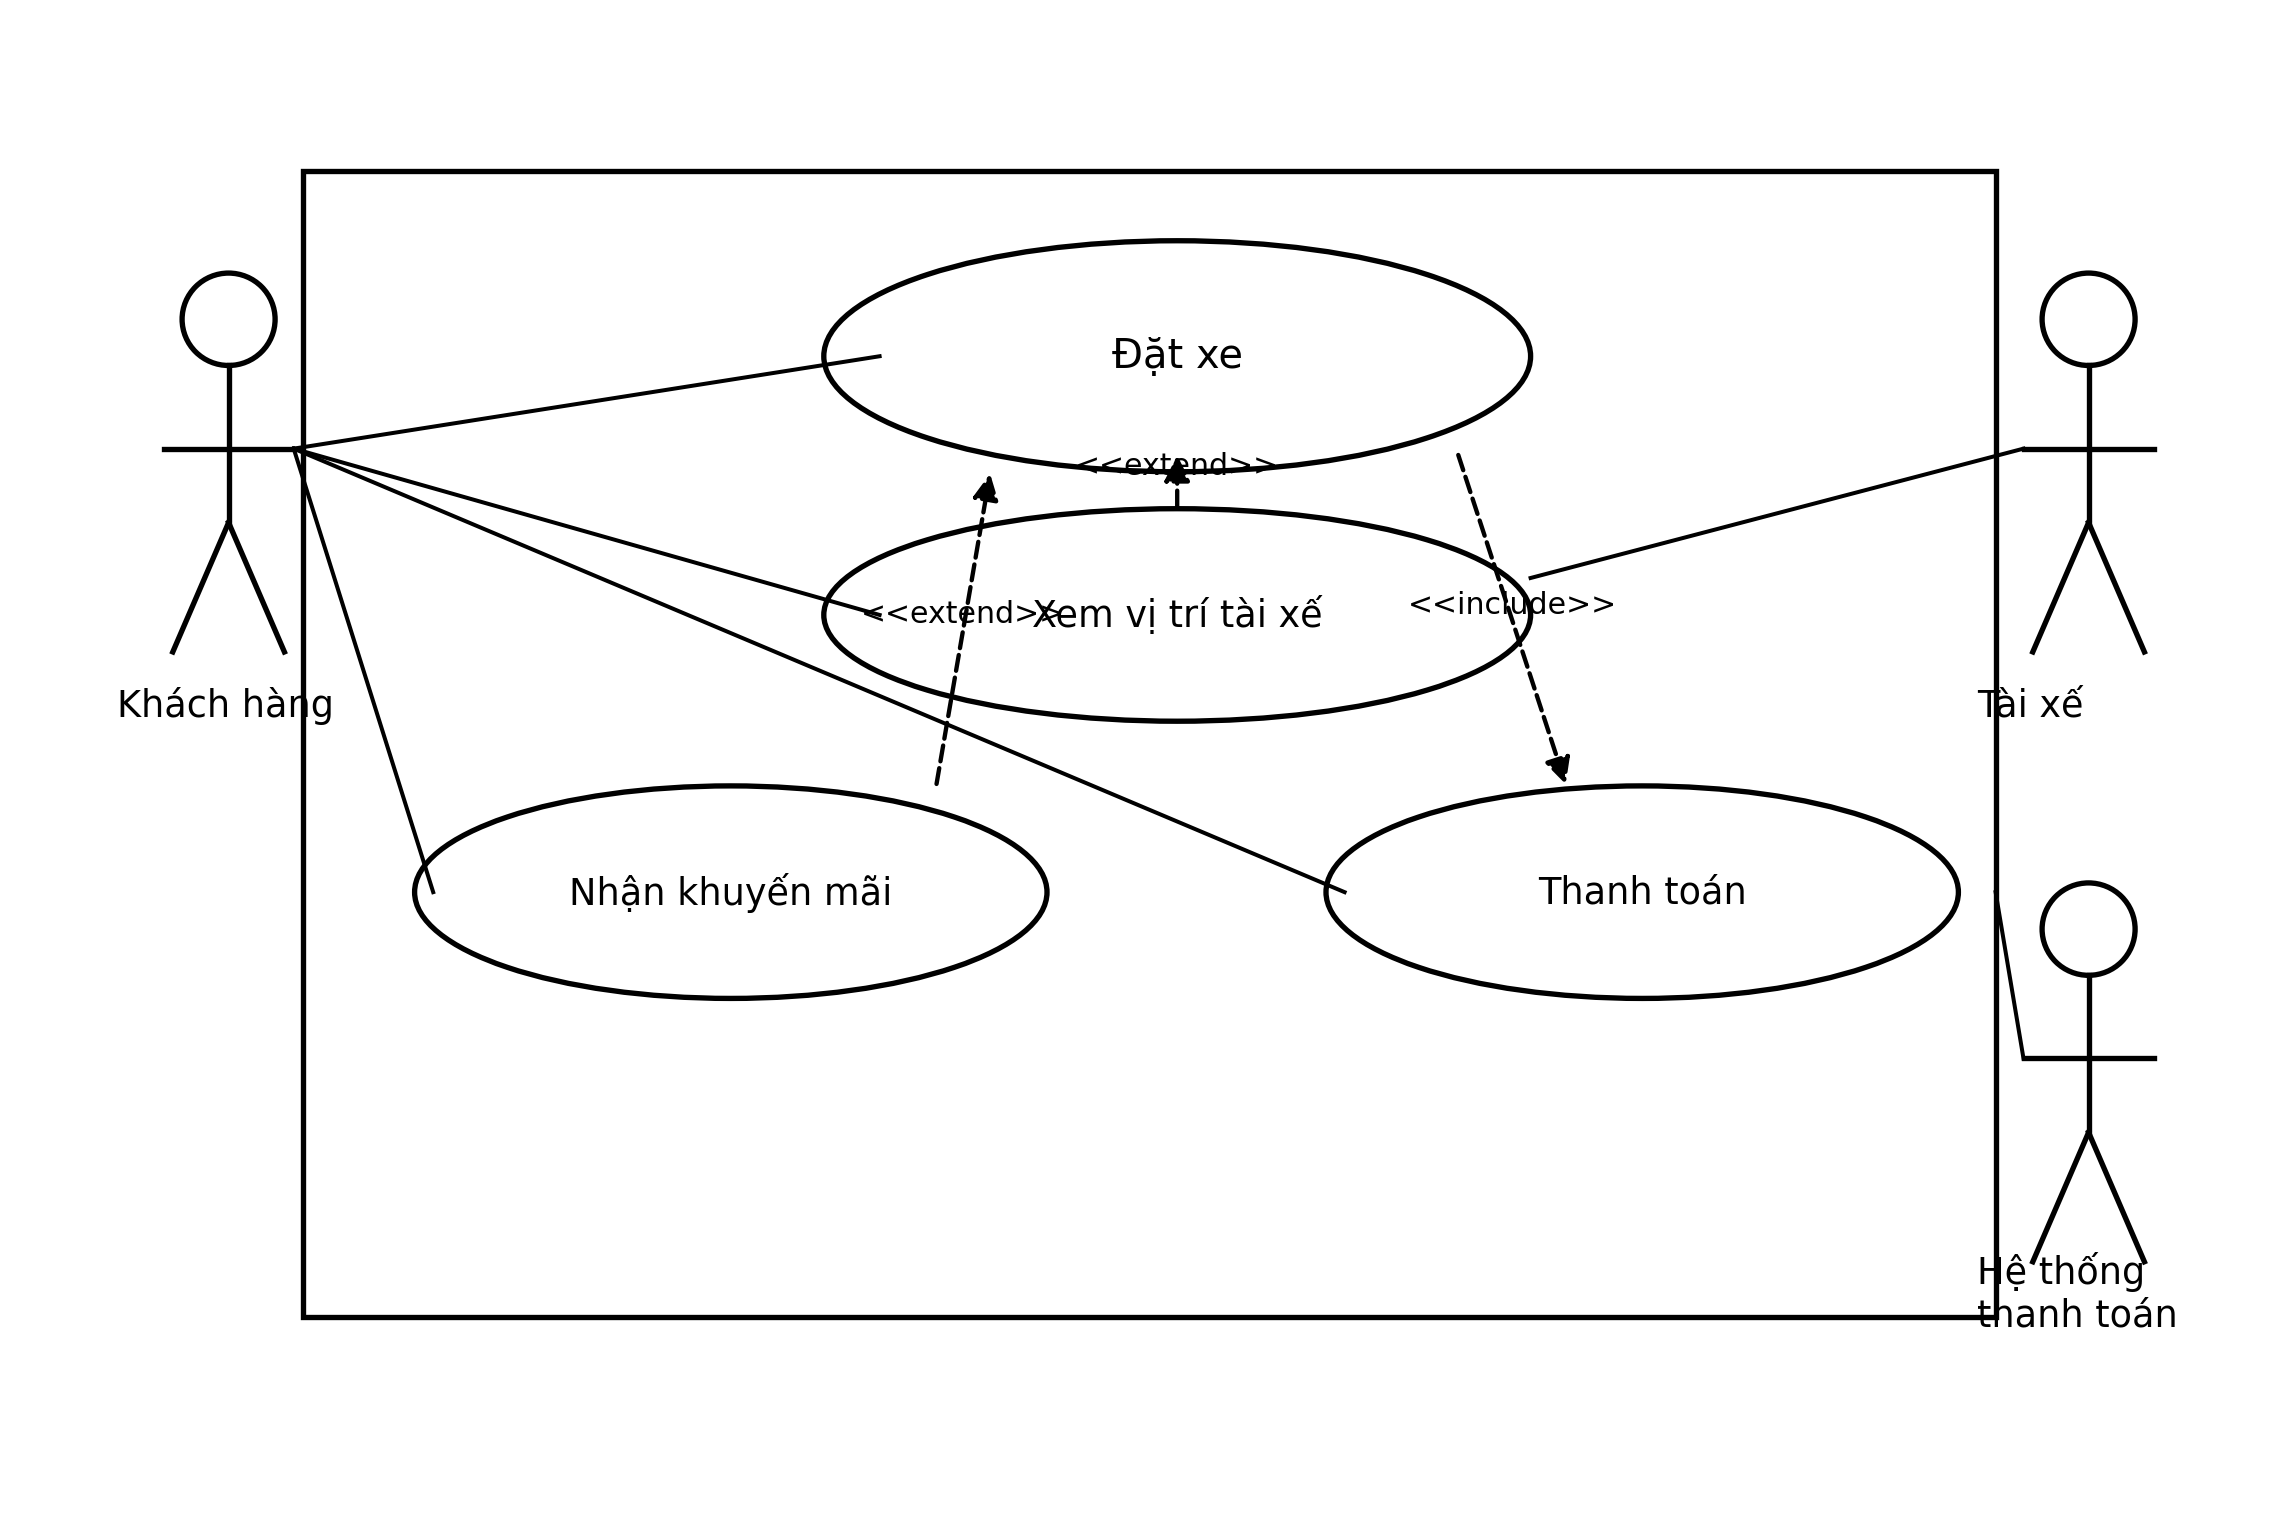 Đặt xe
<<extend>>
<<extend>>
Xem vị trí tài xế
<<include>>
Khách hàng
Tài xế
Nhận khuyến mãi
Thanh toán
Hệ thống
thanh toán